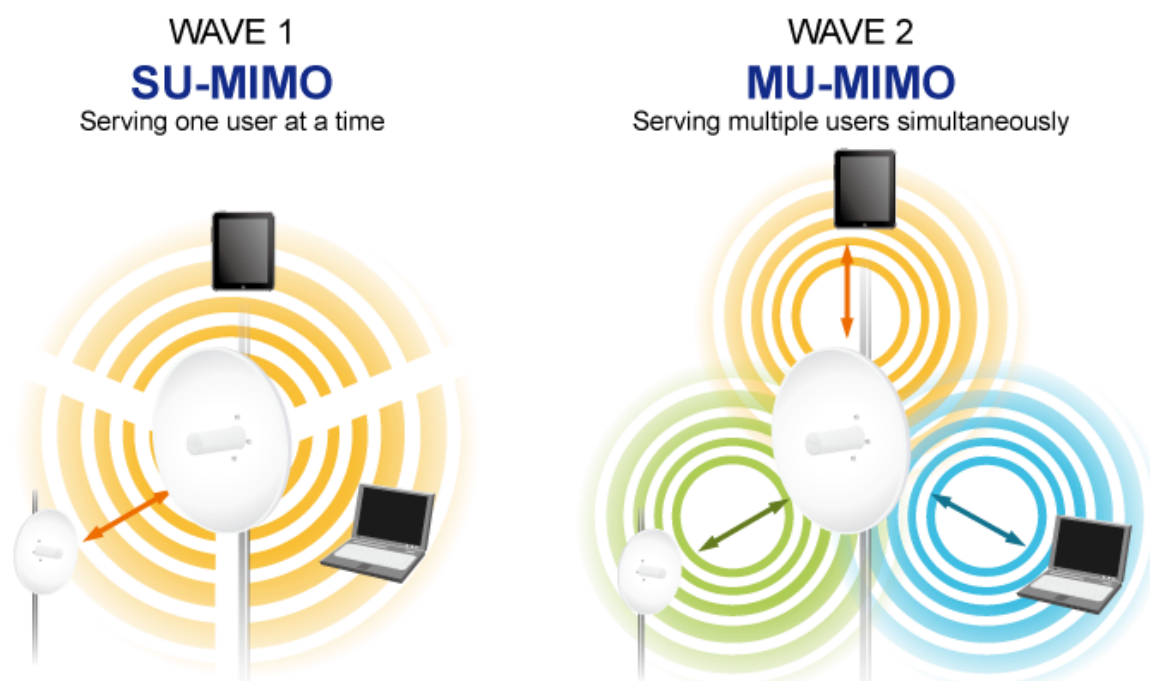 WAVE 1
SU-MIMO
Serving one user at a time
WAVE 2
MU-MIMO
Serving multiple users simultaneously